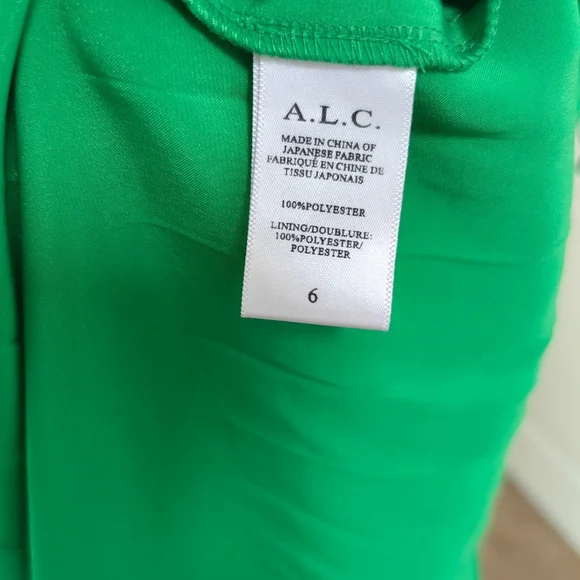 A.L.C.
MADE IN CHINA OF
JAPANESE FABRIC
FABRIQUÉ EN CHINE DE
TISSU JAPONAIS
100%POLYESTER
LINING/DOUBLURE:
100%POLYESTER/
POLYESTER
6